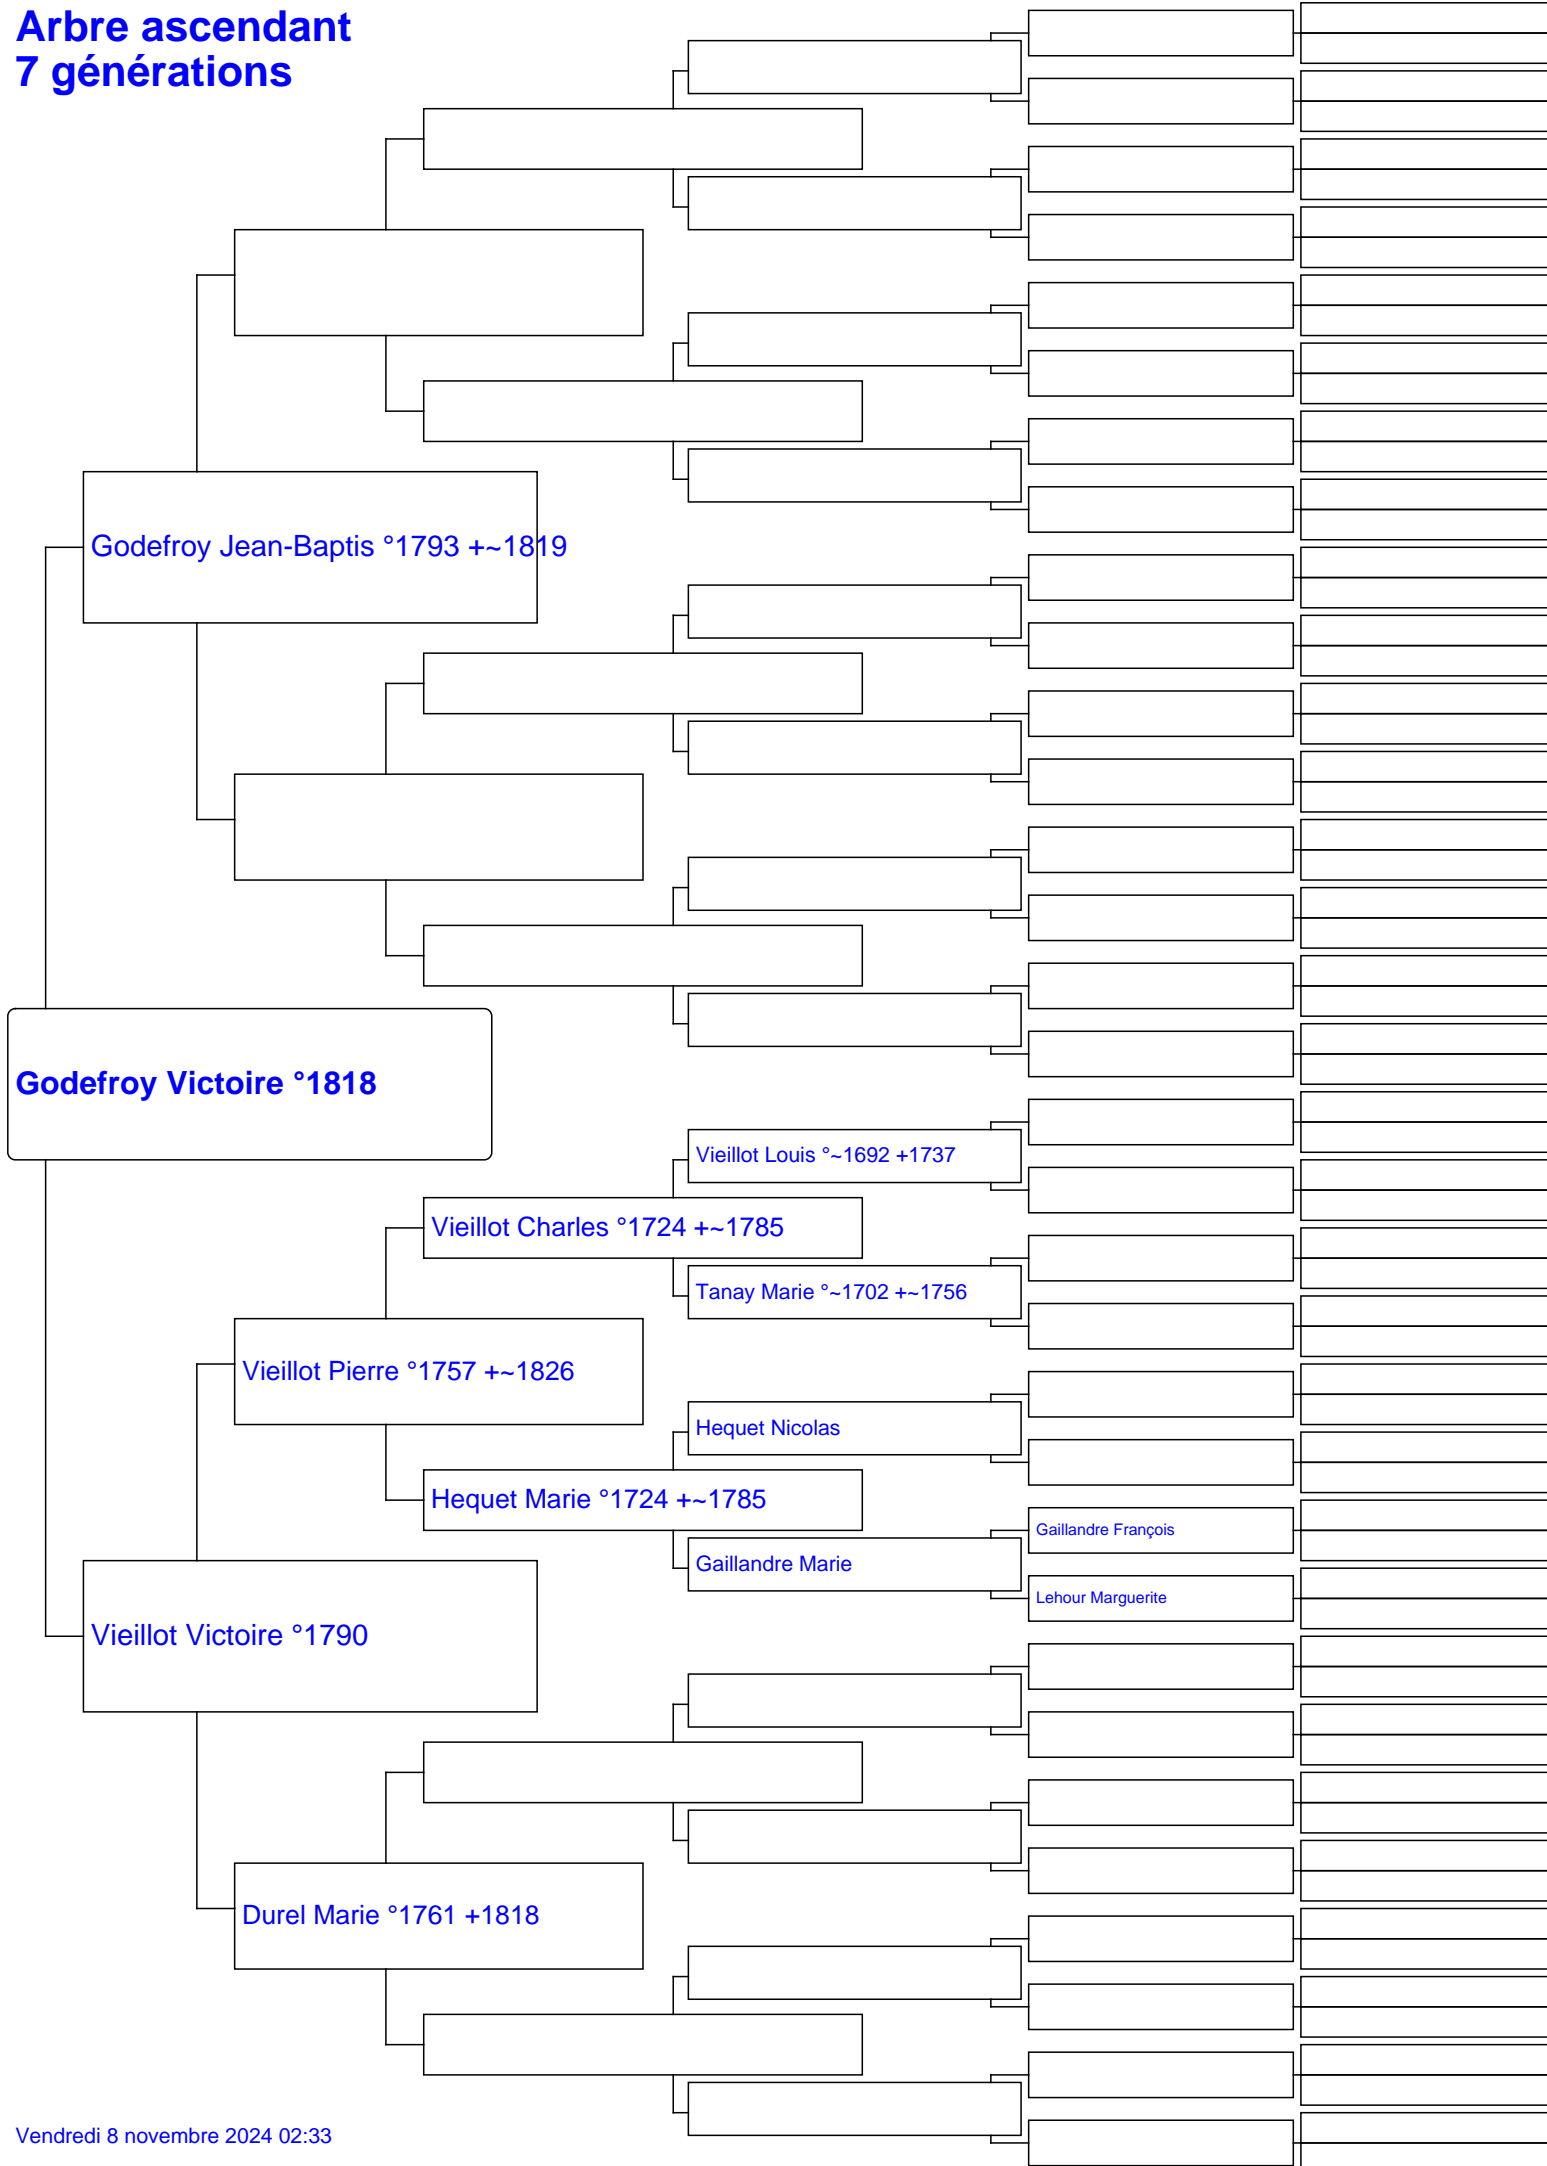 Arbre ascendant
7 générations
Godefroy Jean-Baptis °1793 +~1819
Godefroy Victoire °1818
Vieillot Louis °~1692 +1737
Vieillot Charles °1724 +~1785
Tanay Marie °~1702 +~1756
Vieillot Pierre °1757 +~1826
Hequet Nicolas
Hequet Marie °1724 +~1785
Gaillandre François
Gaillandre Marie
Lehour Marguerite
Vieillot Victoire °1790
Durel Marie °1761 +1818
Vendredi 8 novembre 2024 02:33